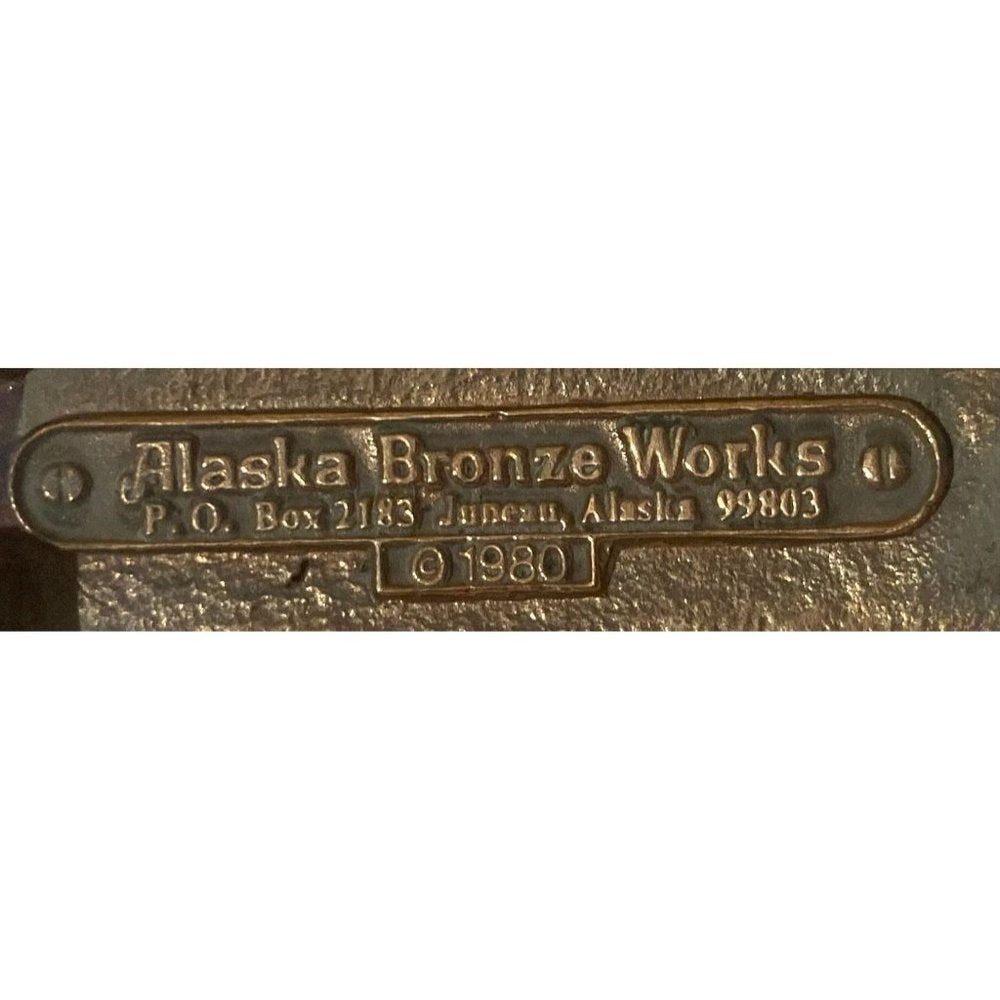 Alaska Bronze Works
P.O. Box 2183 Juneau, Alaska 99803
© 1980